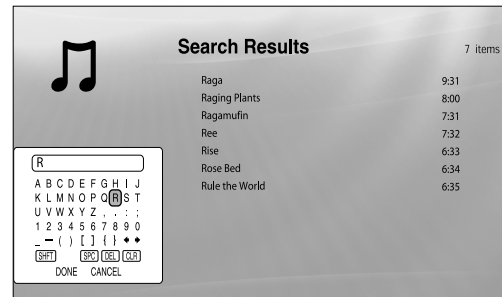 Search Results 7 items
Raga 9:31
Raging Plants 8:00
Ragamufin 7:31
Ree 7:32
Rise 6:33
Rose Bed 6:34
Rule the World 6:35
R
A B C D E F G H I J
K L M N O P Q R S T
U V W X Y Z , . : ;
1 2 3 4 5 6 7 8 9 0
_ — ( ) [ ] { } ◆ ◆
SHFT SPC DEL CLR
DONE CANCEL